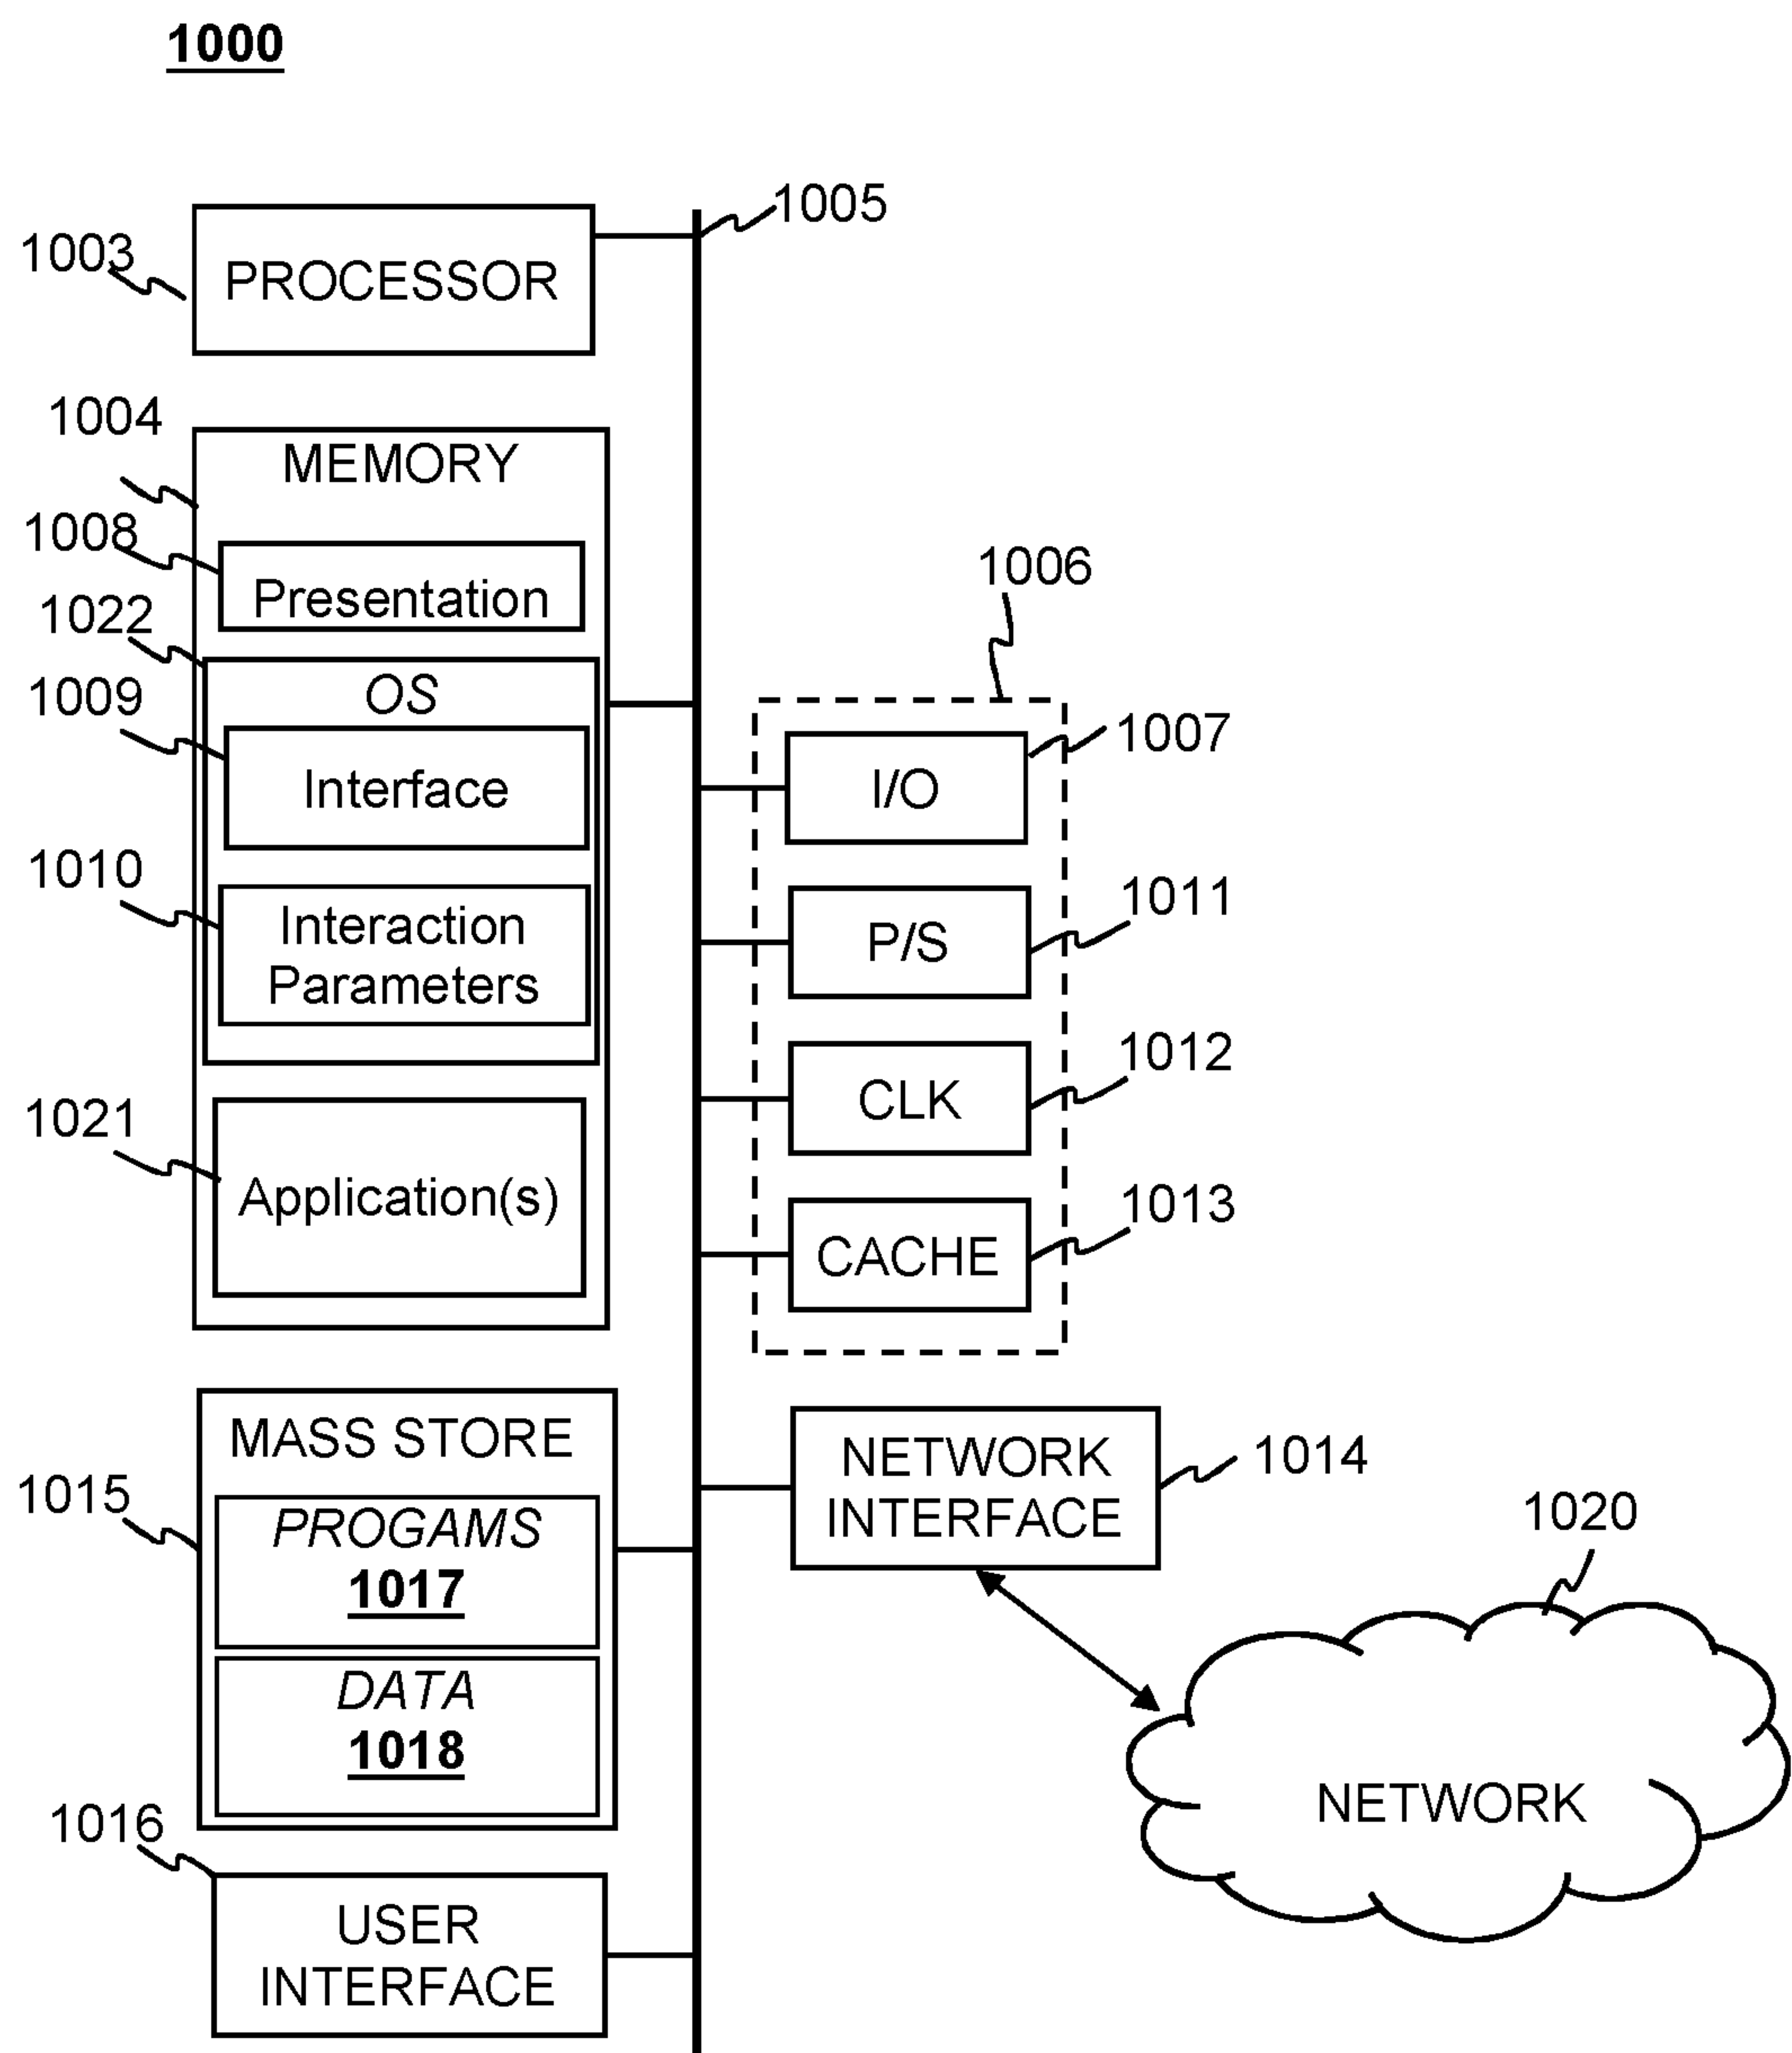 1000
1005
1003
PROCESSOR
1004
MEMORY
1008
Presentation
1022
OS
1009
Interface
1010
Interaction
Parameters
1021
Application(s)
1006
1007
I/O
1011
P/S
1012
CLK
1013
CACHE
MASS STORE
1015
PROGAMS
1017
DATA
1018
NETWORK
INTERFACE
1014
1020
NETWORK
1016
USER
INTERFACE